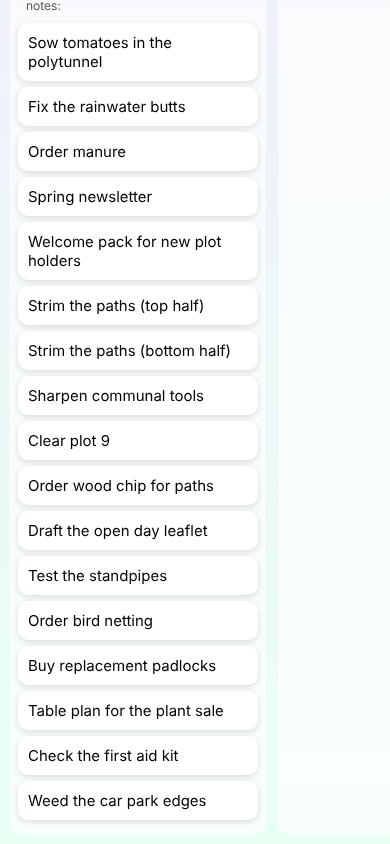 notes:
Sow tomatoes in the
polytunnel
Fix the rainwater butts
Order manure
Spring newsletter
Welcome pack for new plot
holders
Strim the paths (top half)
Strim the paths (bottom half)
Sharpen communal tools
Clear plot 9
Order wood chip for paths
Draft the open day leaflet
Test the standpipes
Order bird netting
Buy replacement padlocks
Table plan for the plant sale
Check the first aid kit
Weed the car park edges